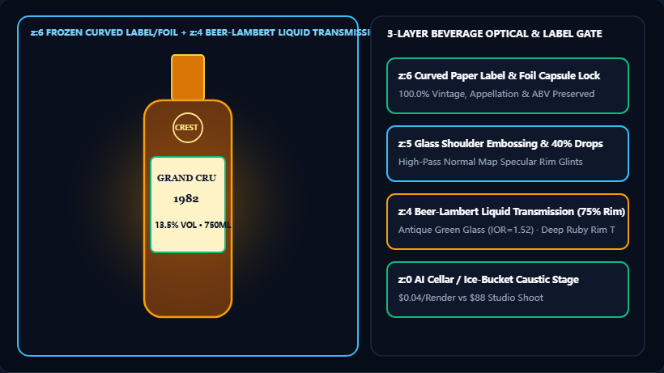 z:6 FROZEN CURVED LABEL/FOIL + z:4 BEER-LAMBERT LIQUID TRANSMISSI
CREST
GRAND CRU
1982
13.5% VOL • 750ML
3-LAYER BEVERAGE OPTICAL & LABEL GATE
z:6 Curved Paper Label & Foil Capsule Lock
100.0% Vintage, Appellation & ABV Preserved
z:5 Glass Shoulder Embossing & 40% Drops
High-Pass Normal Map Specular Rim Glints
z:4 Beer-Lambert Liquid Transmission (75% Rim)
Antique Green Glass (IOR=1.52) · Deep Ruby Rim T
z:0 AI Cellar / Ice-Bucket Caustic Stage
$0.04/Render vs $88 Studio Shoot